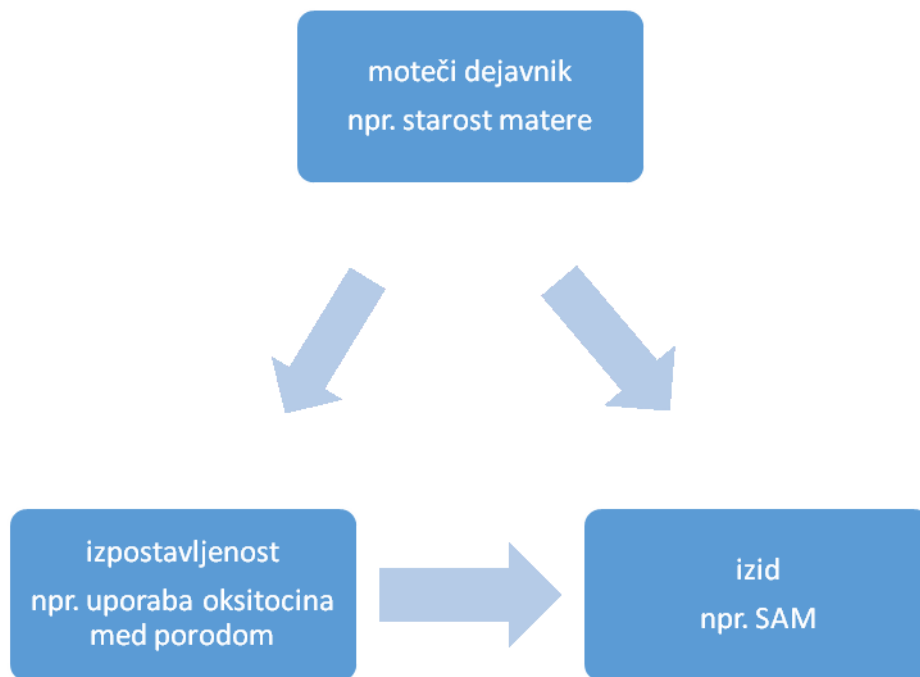 moteči dejavnik
npr. starost matere
izpostavljenost
npr. uporaba oksitocina
med porodom
izid
npr. SAM